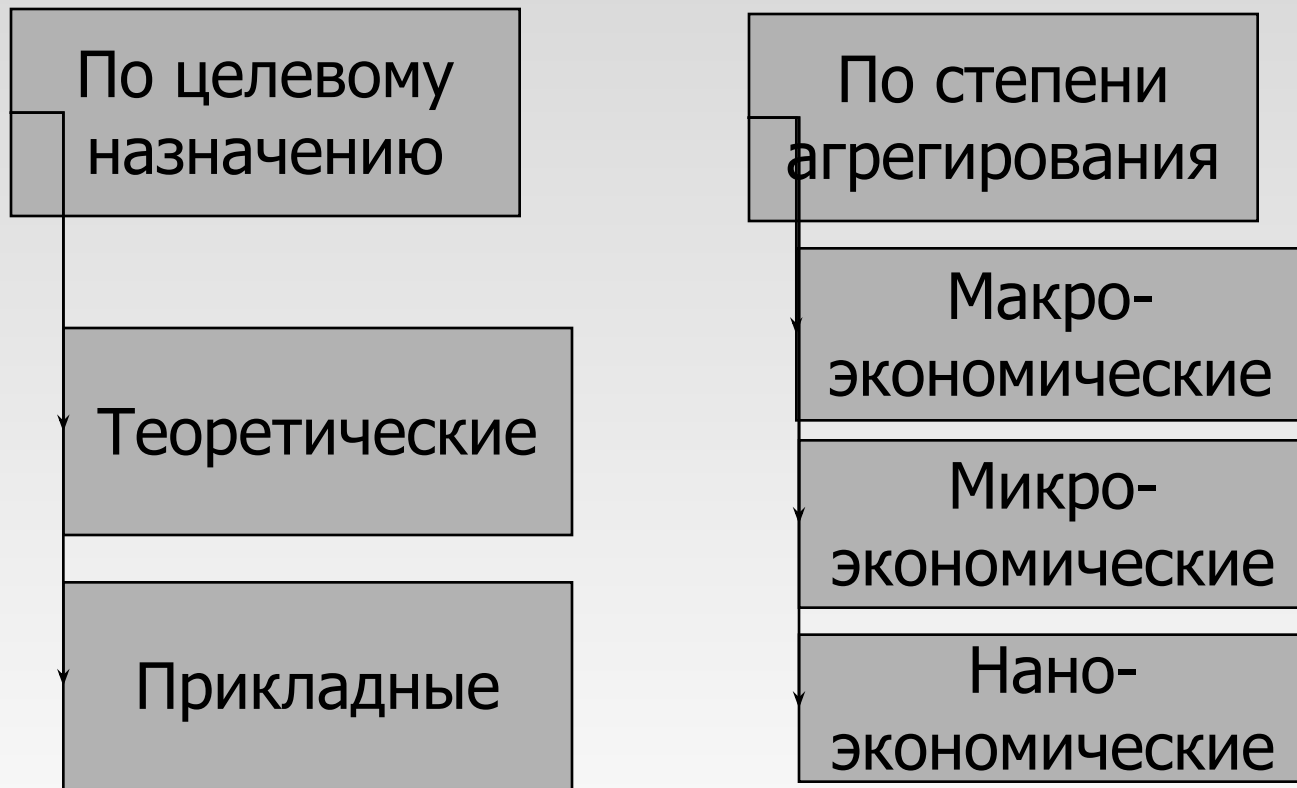 По целевому
назначению
Теоретические
Прикладные
По степени
агрегирования
Макро-
экономические
Микро-
экономические
Нано-
экономические